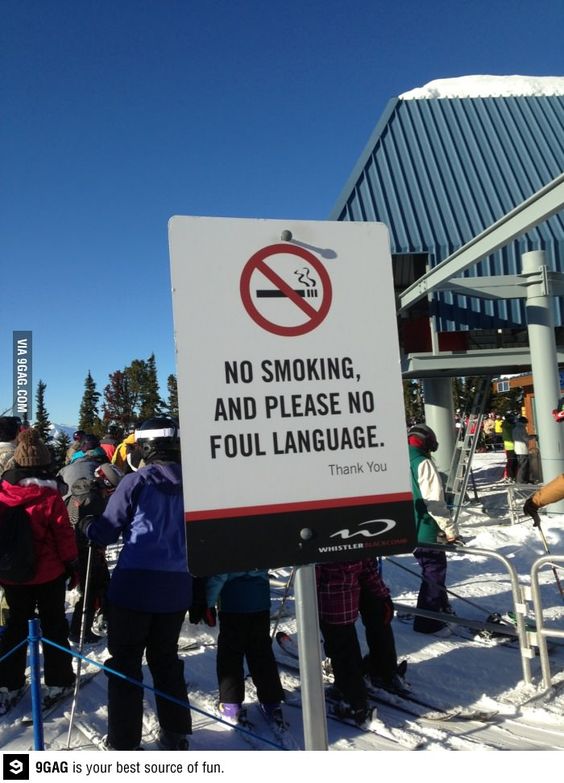 VIA 9GAG.COM
NO SMOKING,
AND PLEASE NO
FOUL LANGUAGE.
Thank You
WHISTLER BLACKCOMB
9GAG is your best source of fun.